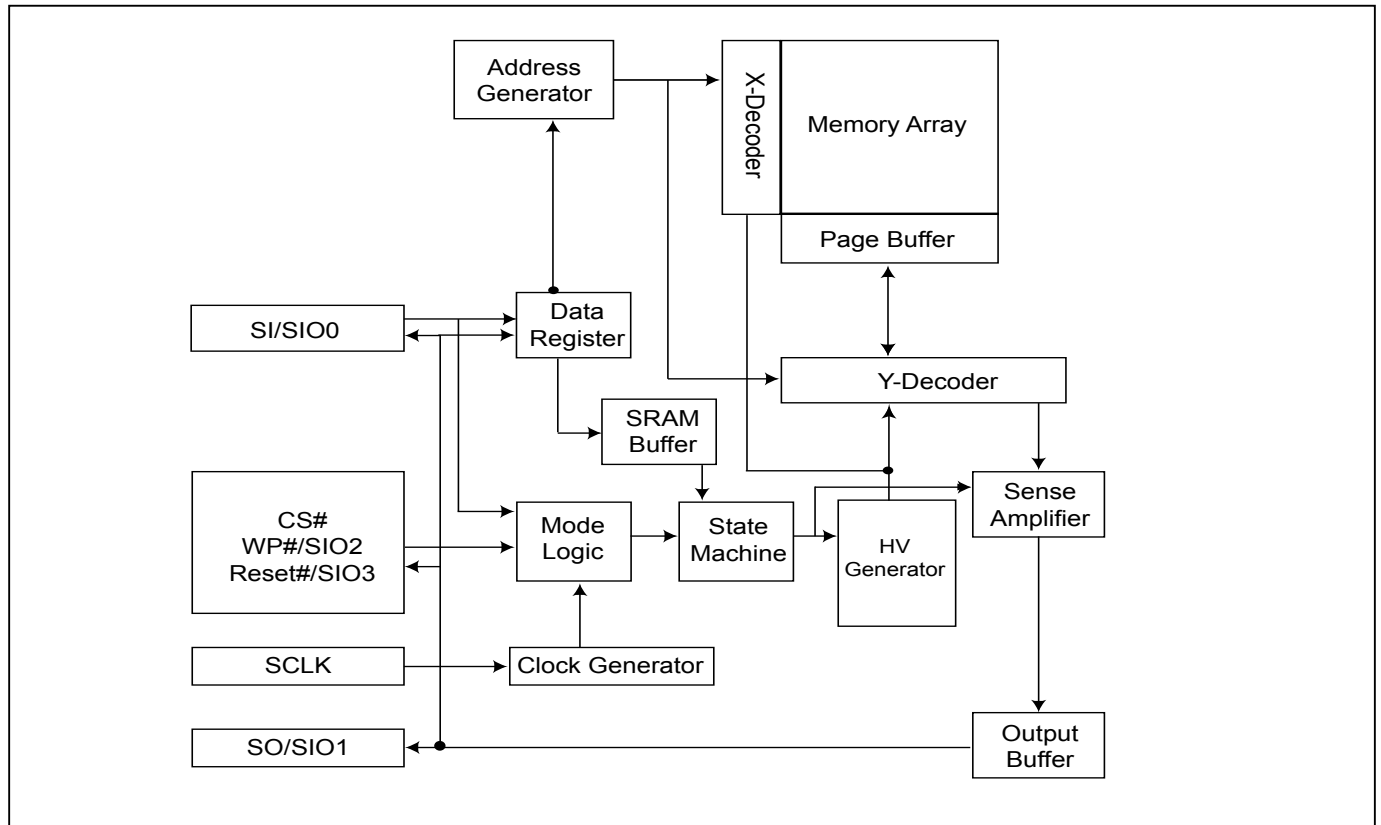 Address
Generator
X-Decoder
Memory Array
Page Buffer
SI/SIO0
Data
Register
Y-Decoder
SRAM
Buffer
CS#
WP#/SIO2
Reset#/SIO3
Mode
Logic
State
Machine
HV
Generator
Sense
Amplifier
SCLK
Clock Generator
SO/SIO1
Output
Buffer